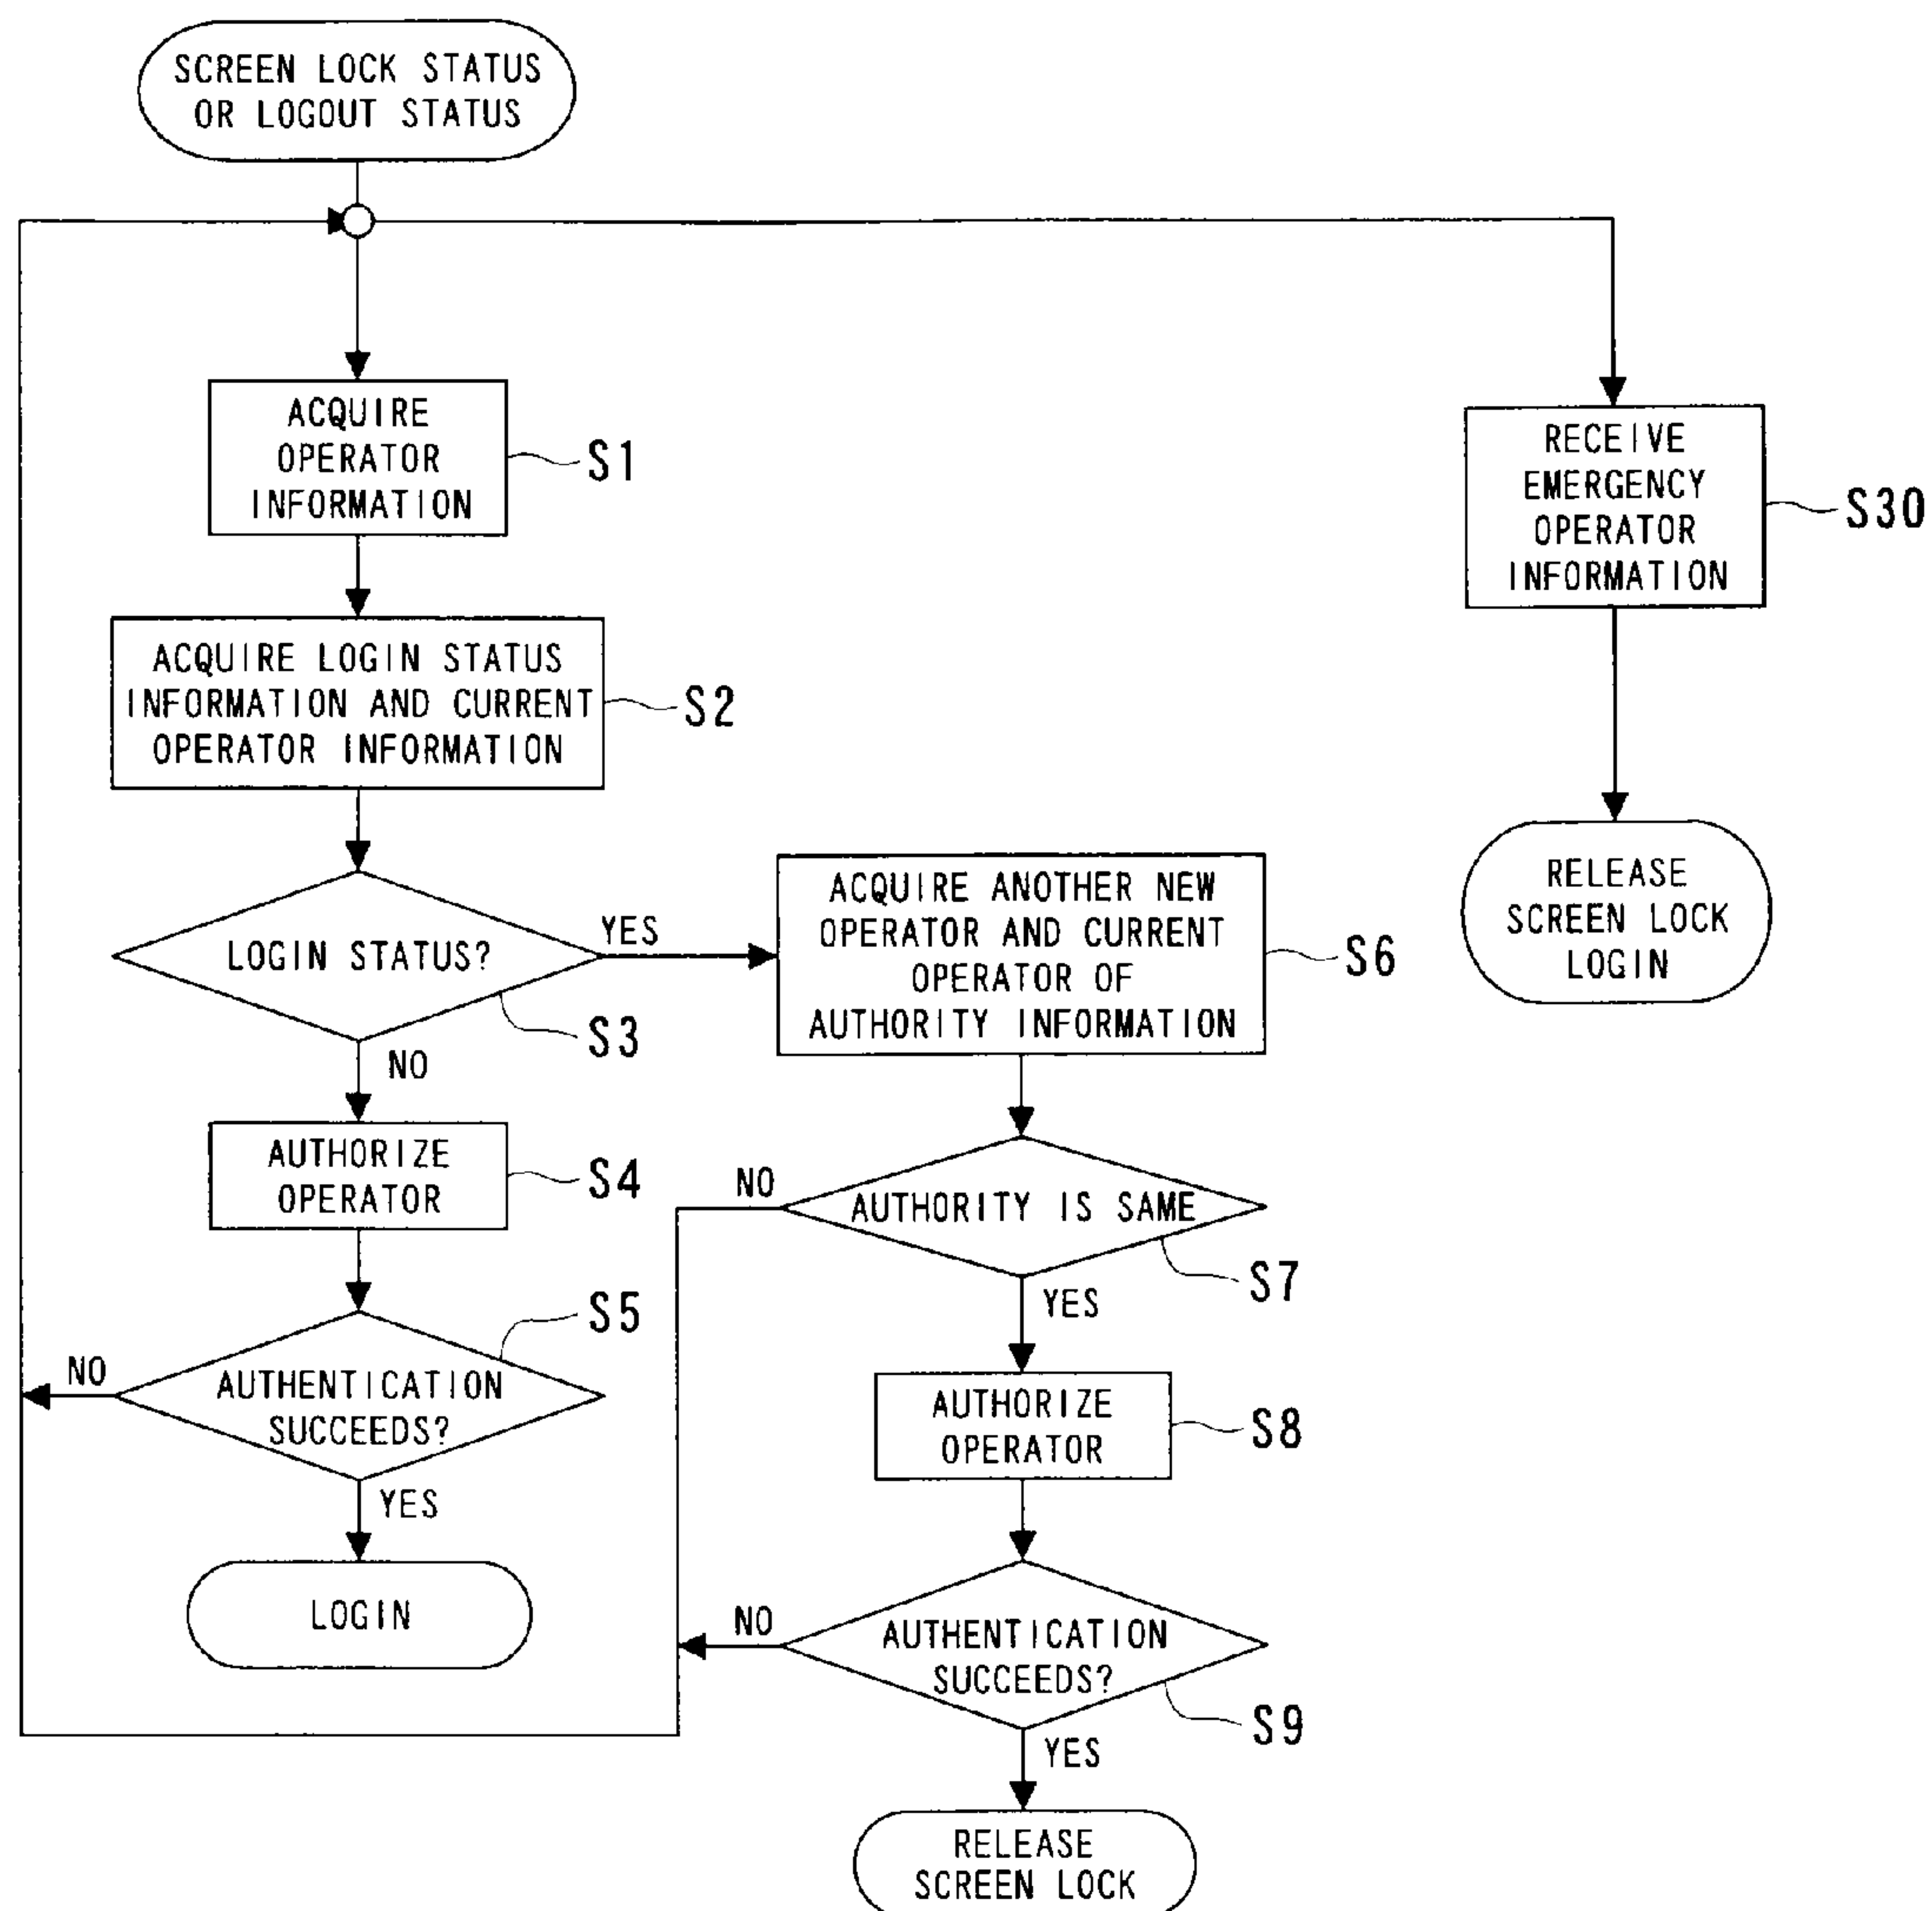 SCREEN LOCK STATUS
OR LOGOUT STATUS
ACQUIRE
OPERATOR
INFORMATION
S1
RECEIVE
EMERGENCY
OPERATOR
INFORMATION
S30
ACQUIRE LOGIN STATUS
INFORMATION AND CURRENT
OPERATOR INFORMATION
S2
RELEASE
SCREEN LOCK
LOGIN
LOGIN STATUS?
YES
S3
NO
ACQUIRE ANOTHER NEW
OPERATOR AND CURRENT
OPERATOR OF
AUTHORITY INFORMATION
S6
AUTHORIZE
OPERATOR
S4
NO
AUTHORITY IS SAME
S7
YES
S5
NO
AUTHENTICATION
SUCCEEDS?
YES
AUTHORIZE
OPERATOR
S8
LOGIN
NO
AUTHENTICATION
SUCCEEDS?
S9
YES
RELEASE
SCREEN LOCK